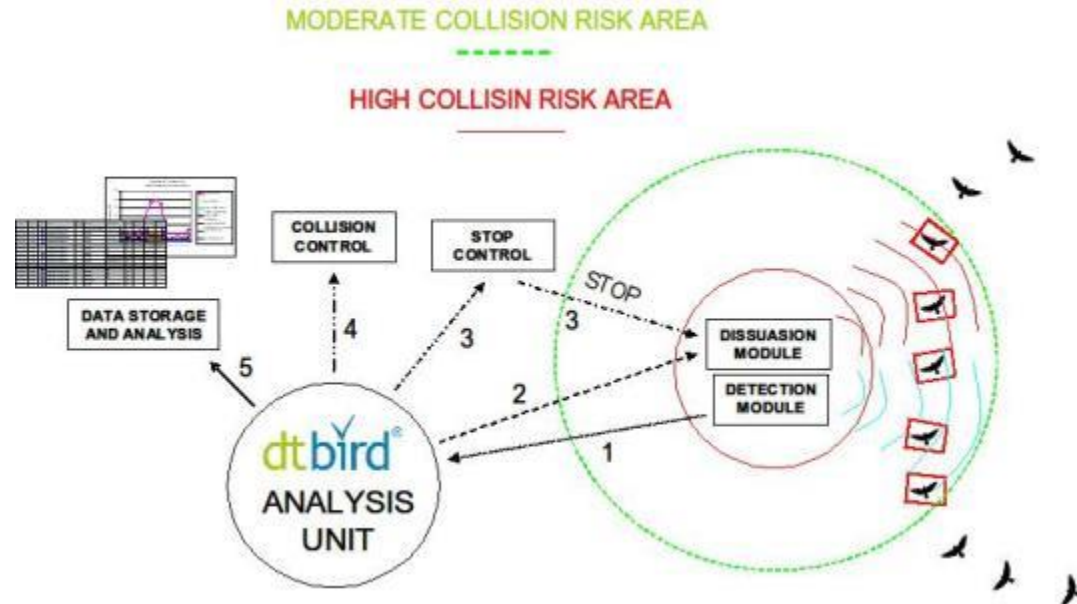 MODERATE COLLISION RISK AREA
HIGH COLLISIN RISK AREA
COLLISION
CONTROL
STOP
CONTROL
STOP
DATA STORAGE
AND ANALYSIS
4
3
3
DISSUASION
MODULE
5
2
DETECTION
MODULE
1
dtbird®
ANALYSIS
UNIT